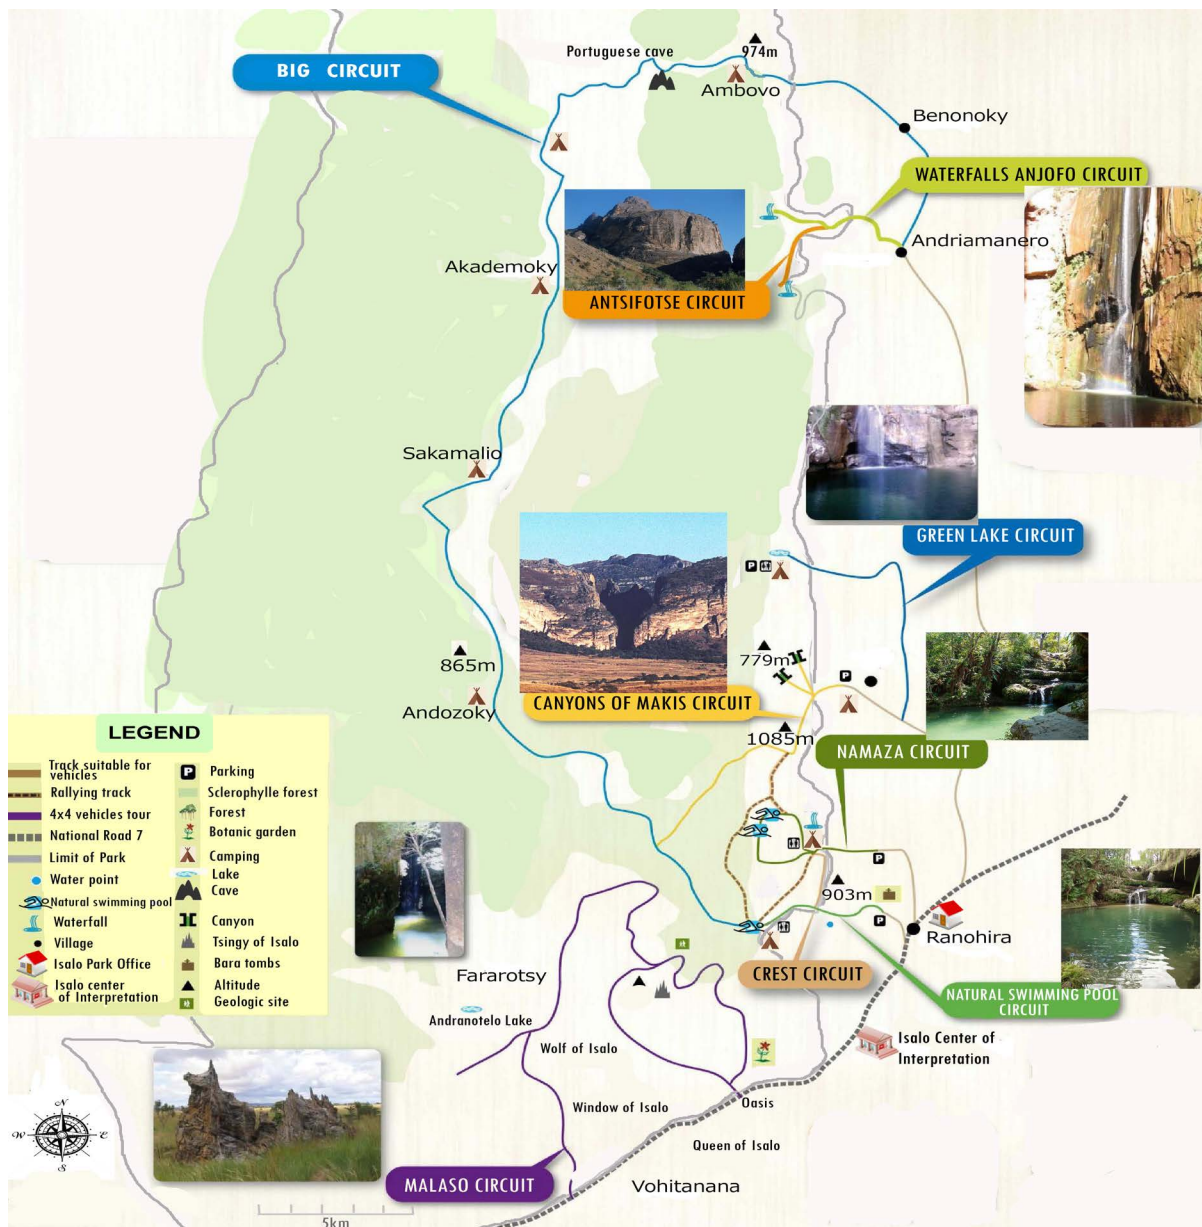 Portuguese cave
974m
BIG CIRCUIT
Ambovo
Benonoky
WATERFALLS ANJOFO CIRCUIT
Andriamanero
Akademoky
ANTSIFOTSE CIRCUIT
Sakamalio
GREEN LAKE CIRCUIT
P
865m
779m
P
Andozoky
CANYONS OF MAKIS CIRCUIT
1085m
NAMAZA CIRCUIT
LEGEND
Track suitable for
vehicles
Rallying track
4x4 vehicles tour
National Road 7
Limit of Park
Water point
Natural swimming pool
Waterfall
Village
Isalo Park Office
Isalo center
of Interpretation
P
Parking
Sclerophylle forest
Forest
Botanic garden
Camping
Lake
Cave
Canyon
Tsingy of Isalo
Bara tombs
Altitude
Geologic site
P
903m
P
Ranohira
CREST CIRCUIT
NATURAL SWIMMING POOL
CIRCUIT
Fararotsy
Andranotelo Lake
Wolf of Isalo
Isalo Center of
Interpretation
Window of Isalo
Oasis
Queen of Isalo
N
W E
S
MALASO CIRCUIT
Vohitanana
5km